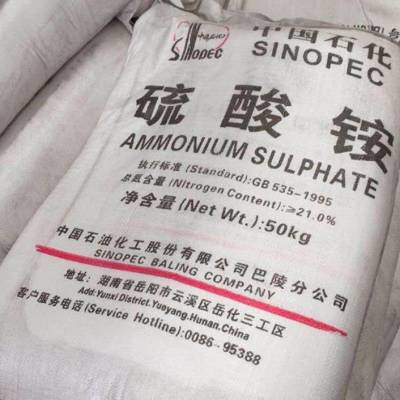 中国石化
SINOPEC
SINOPEC
硫酸铵
AMMONIUM SULPHATE
执行标准 (Standard):GB 535-1995
总氮含量 (Nitrogen Content):≥21.0%
净含量 (Net Wt.):50kg
中国石油化工股份有限公司巴陵分公司
SINOPEC BALING COMPANY
地址: 湖南省岳阳市云溪区岳化三工区
Add:Yunxi District.Yueyang.Hunan.China
客户服务电话 (Service Hotline):0086-95388